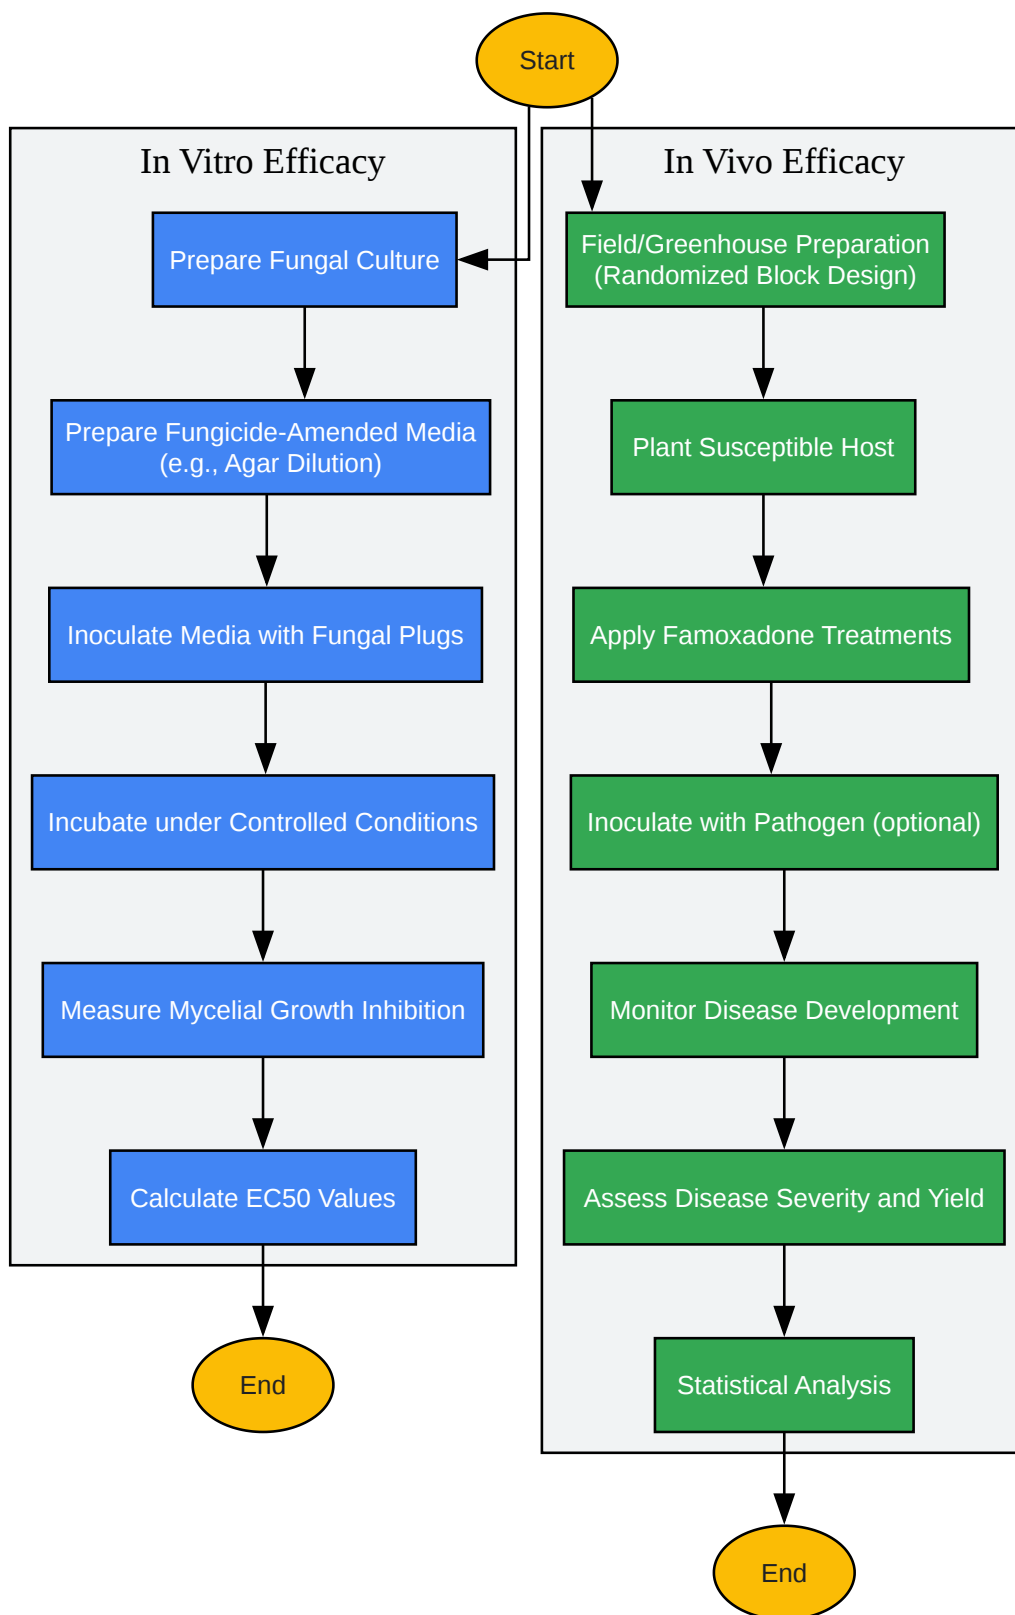 Start
In Vitro Efficacy
Prepare Fungal Culture
Prepare Fungicide-Amended Media
(e.g., Agar Dilution)
Inoculate Media with Fungal Plugs
Incubate under Controlled Conditions
Measure Mycelial Growth Inhibition
Calculate EC50 Values
End
In Vivo Efficacy
Field/Greenhouse Preparation
(Randomized Block Design)
Plant Susceptible Host
Apply Famoxadone Treatments
Inoculate with Pathogen (optional)
Monitor Disease Development
Assess Disease Severity and Yield
Statistical Analysis
End